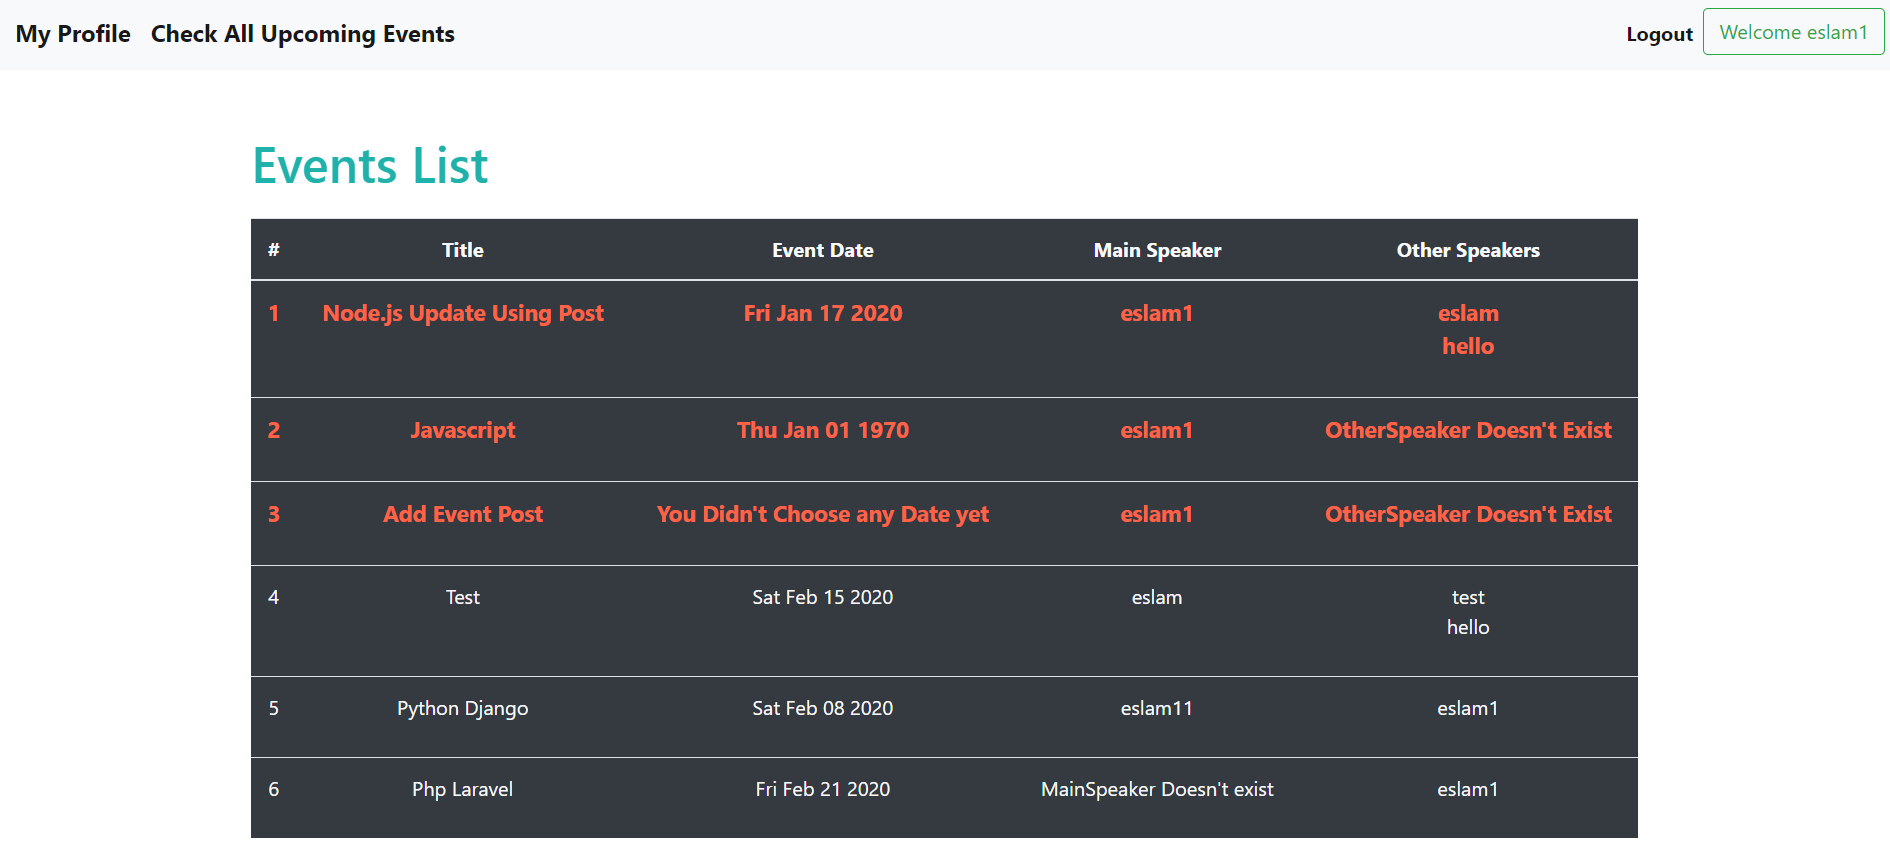 My Profile Check All Upcoming Events Logout Welcome eslam1
Events List
# Title Event Date Main Speaker Other Speakers
1 Node.js Update Using Post Fri Jan 17 2020 eslam1 eslam
hello
2 Javascript Thu Jan 01 1970 eslam1 OtherSpeaker Doesn't Exist
3 Add Event Post You Didn't Choose any Date yet eslam1 OtherSpeaker Doesn't Exist
4 Test Sat Feb 15 2020 eslam test
hello
5 Python Django Sat Feb 08 2020 eslam11 eslam1
6 Php Laravel Fri Feb 21 2020 MainSpeaker Doesn't exist eslam1